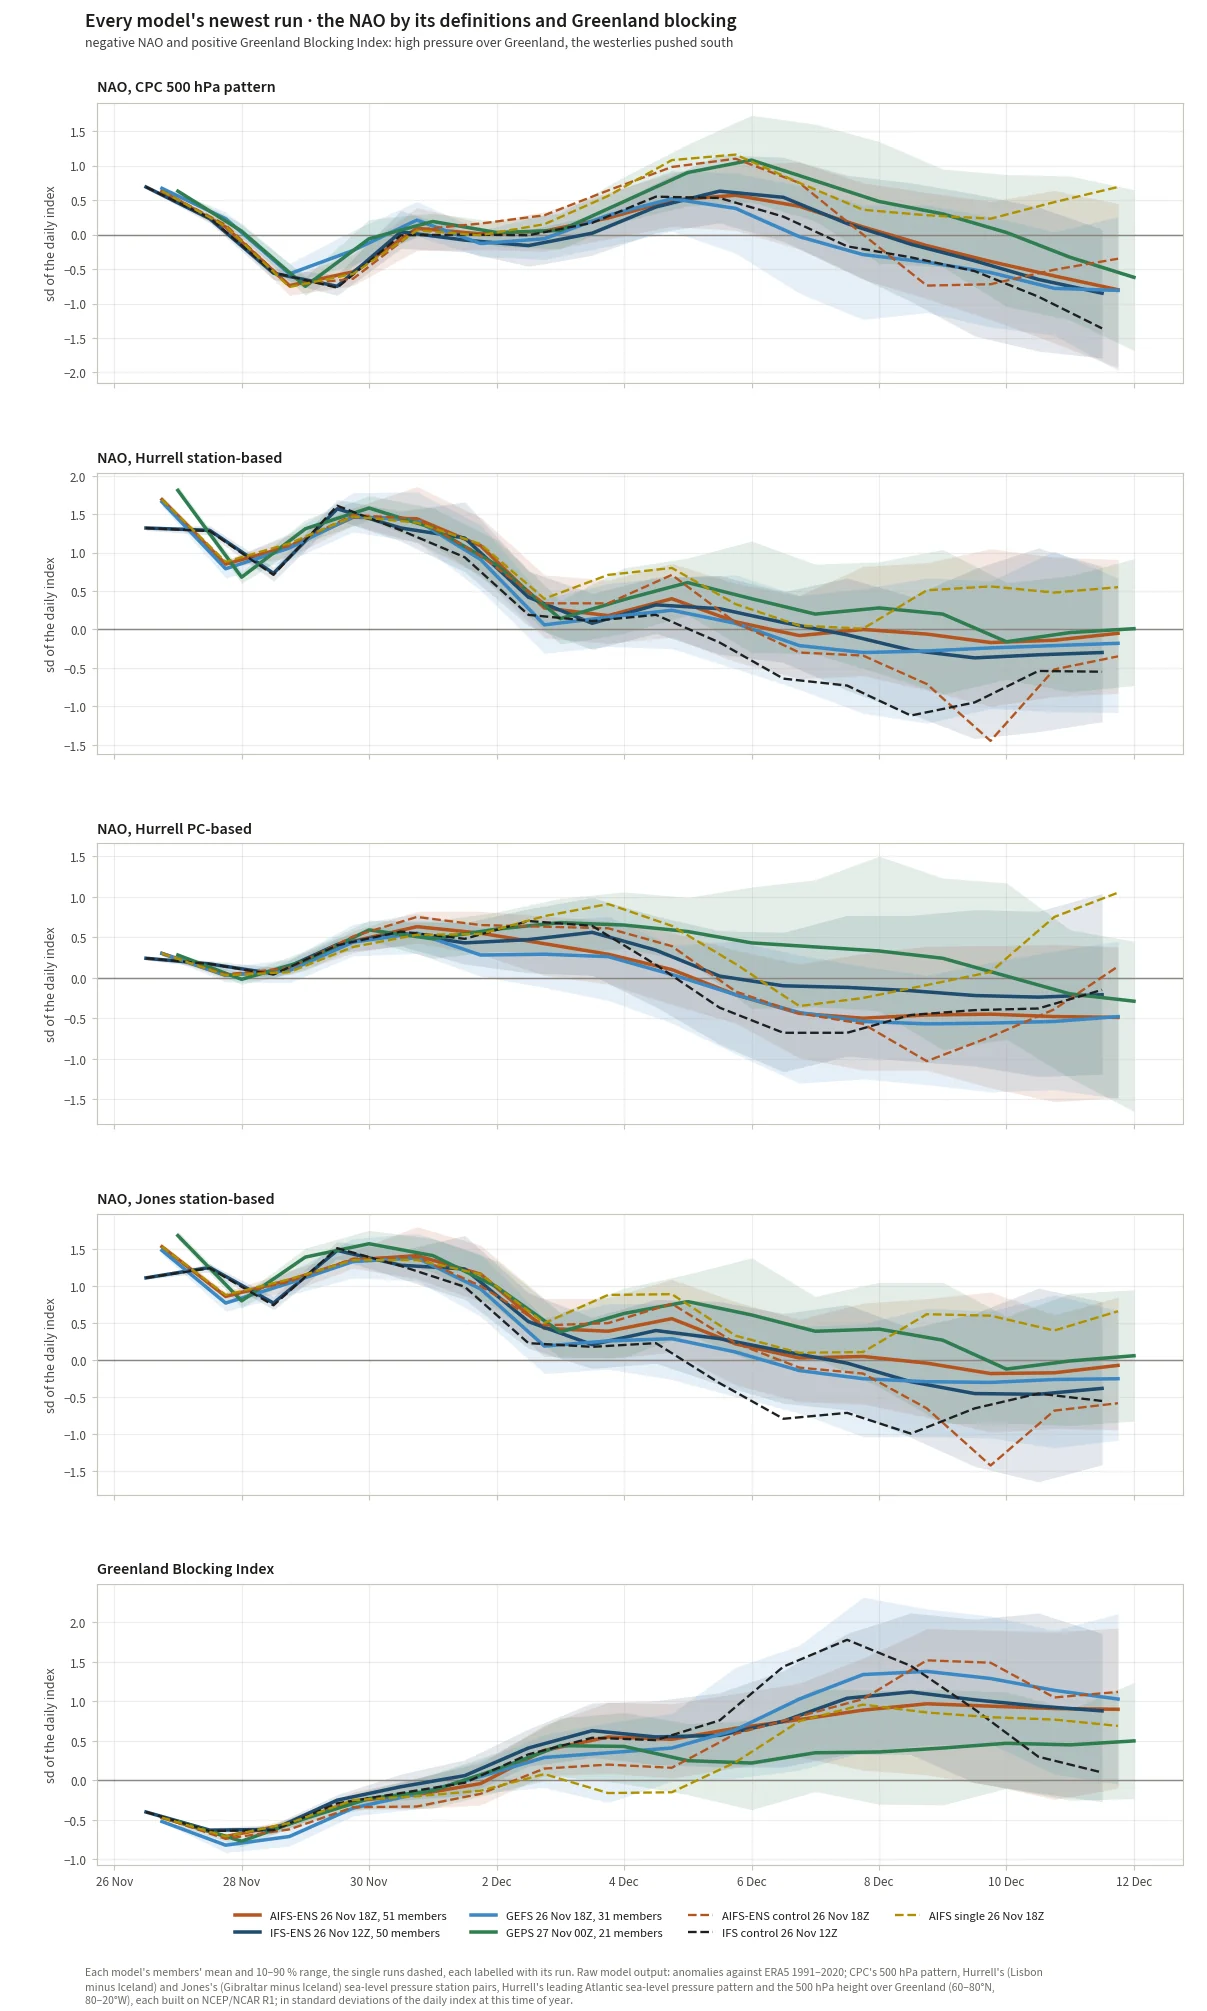 Every model's newest run · the NAO by its definitions and Greenland blocking
negative NAO and positive Greenland Blocking Index: high pressure over Greenland, the westerlies pushed south
NAO, CPC 500 hPa pattern
sd of the daily index
1.5
1.0
0.5
0.0
−0.5
−1.0
−1.5
−2.0
NAO, Hurrell station-based
sd of the daily index
2.0
1.5
1.0
0.5
0.0
−0.5
−1.0
−1.5
NAO, Hurrell PC-based
sd of the daily index
1.5
1.0
0.5
0.0
−0.5
−1.0
−1.5
NAO, Jones station-based
sd of the daily index
1.5
1.0
0.5
0.0
−0.5
−1.0
−1.5
Greenland Blocking Index
sd of the daily index
2.0
1.5
1.0
0.5
0.0
−0.5
−1.0
26 Nov 28 Nov 30 Nov 2 Dec 4 Dec 6 Dec 8 Dec 10 Dec 12 Dec
AIFS-ENS 26 Nov 18Z, 51 members GEFS 26 Nov 18Z, 31 members AIFS-ENS control 26 Nov 18Z AIFS single 26 Nov 18Z
IFS-ENS 26 Nov 12Z, 50 members GEPS 27 Nov 00Z, 21 members IFS control 26 Nov 12Z
Each model's members' mean and 10–90 % range, the single runs dashed, each labelled with its run. Raw model output: anomalies against ERA5 1991–2020; CPC's 500 hPa pattern, Hurrell's (Lisbon
minus Iceland) and Jones's (Gibraltar minus Iceland) sea-level pressure station pairs, Hurrell's leading Atlantic sea-level pressure pattern and the 500 hPa height over Greenland (60–80°N,
80–20°W), each built on NCEP/NCAR R1; in standard deviations of the daily index at this time of year.